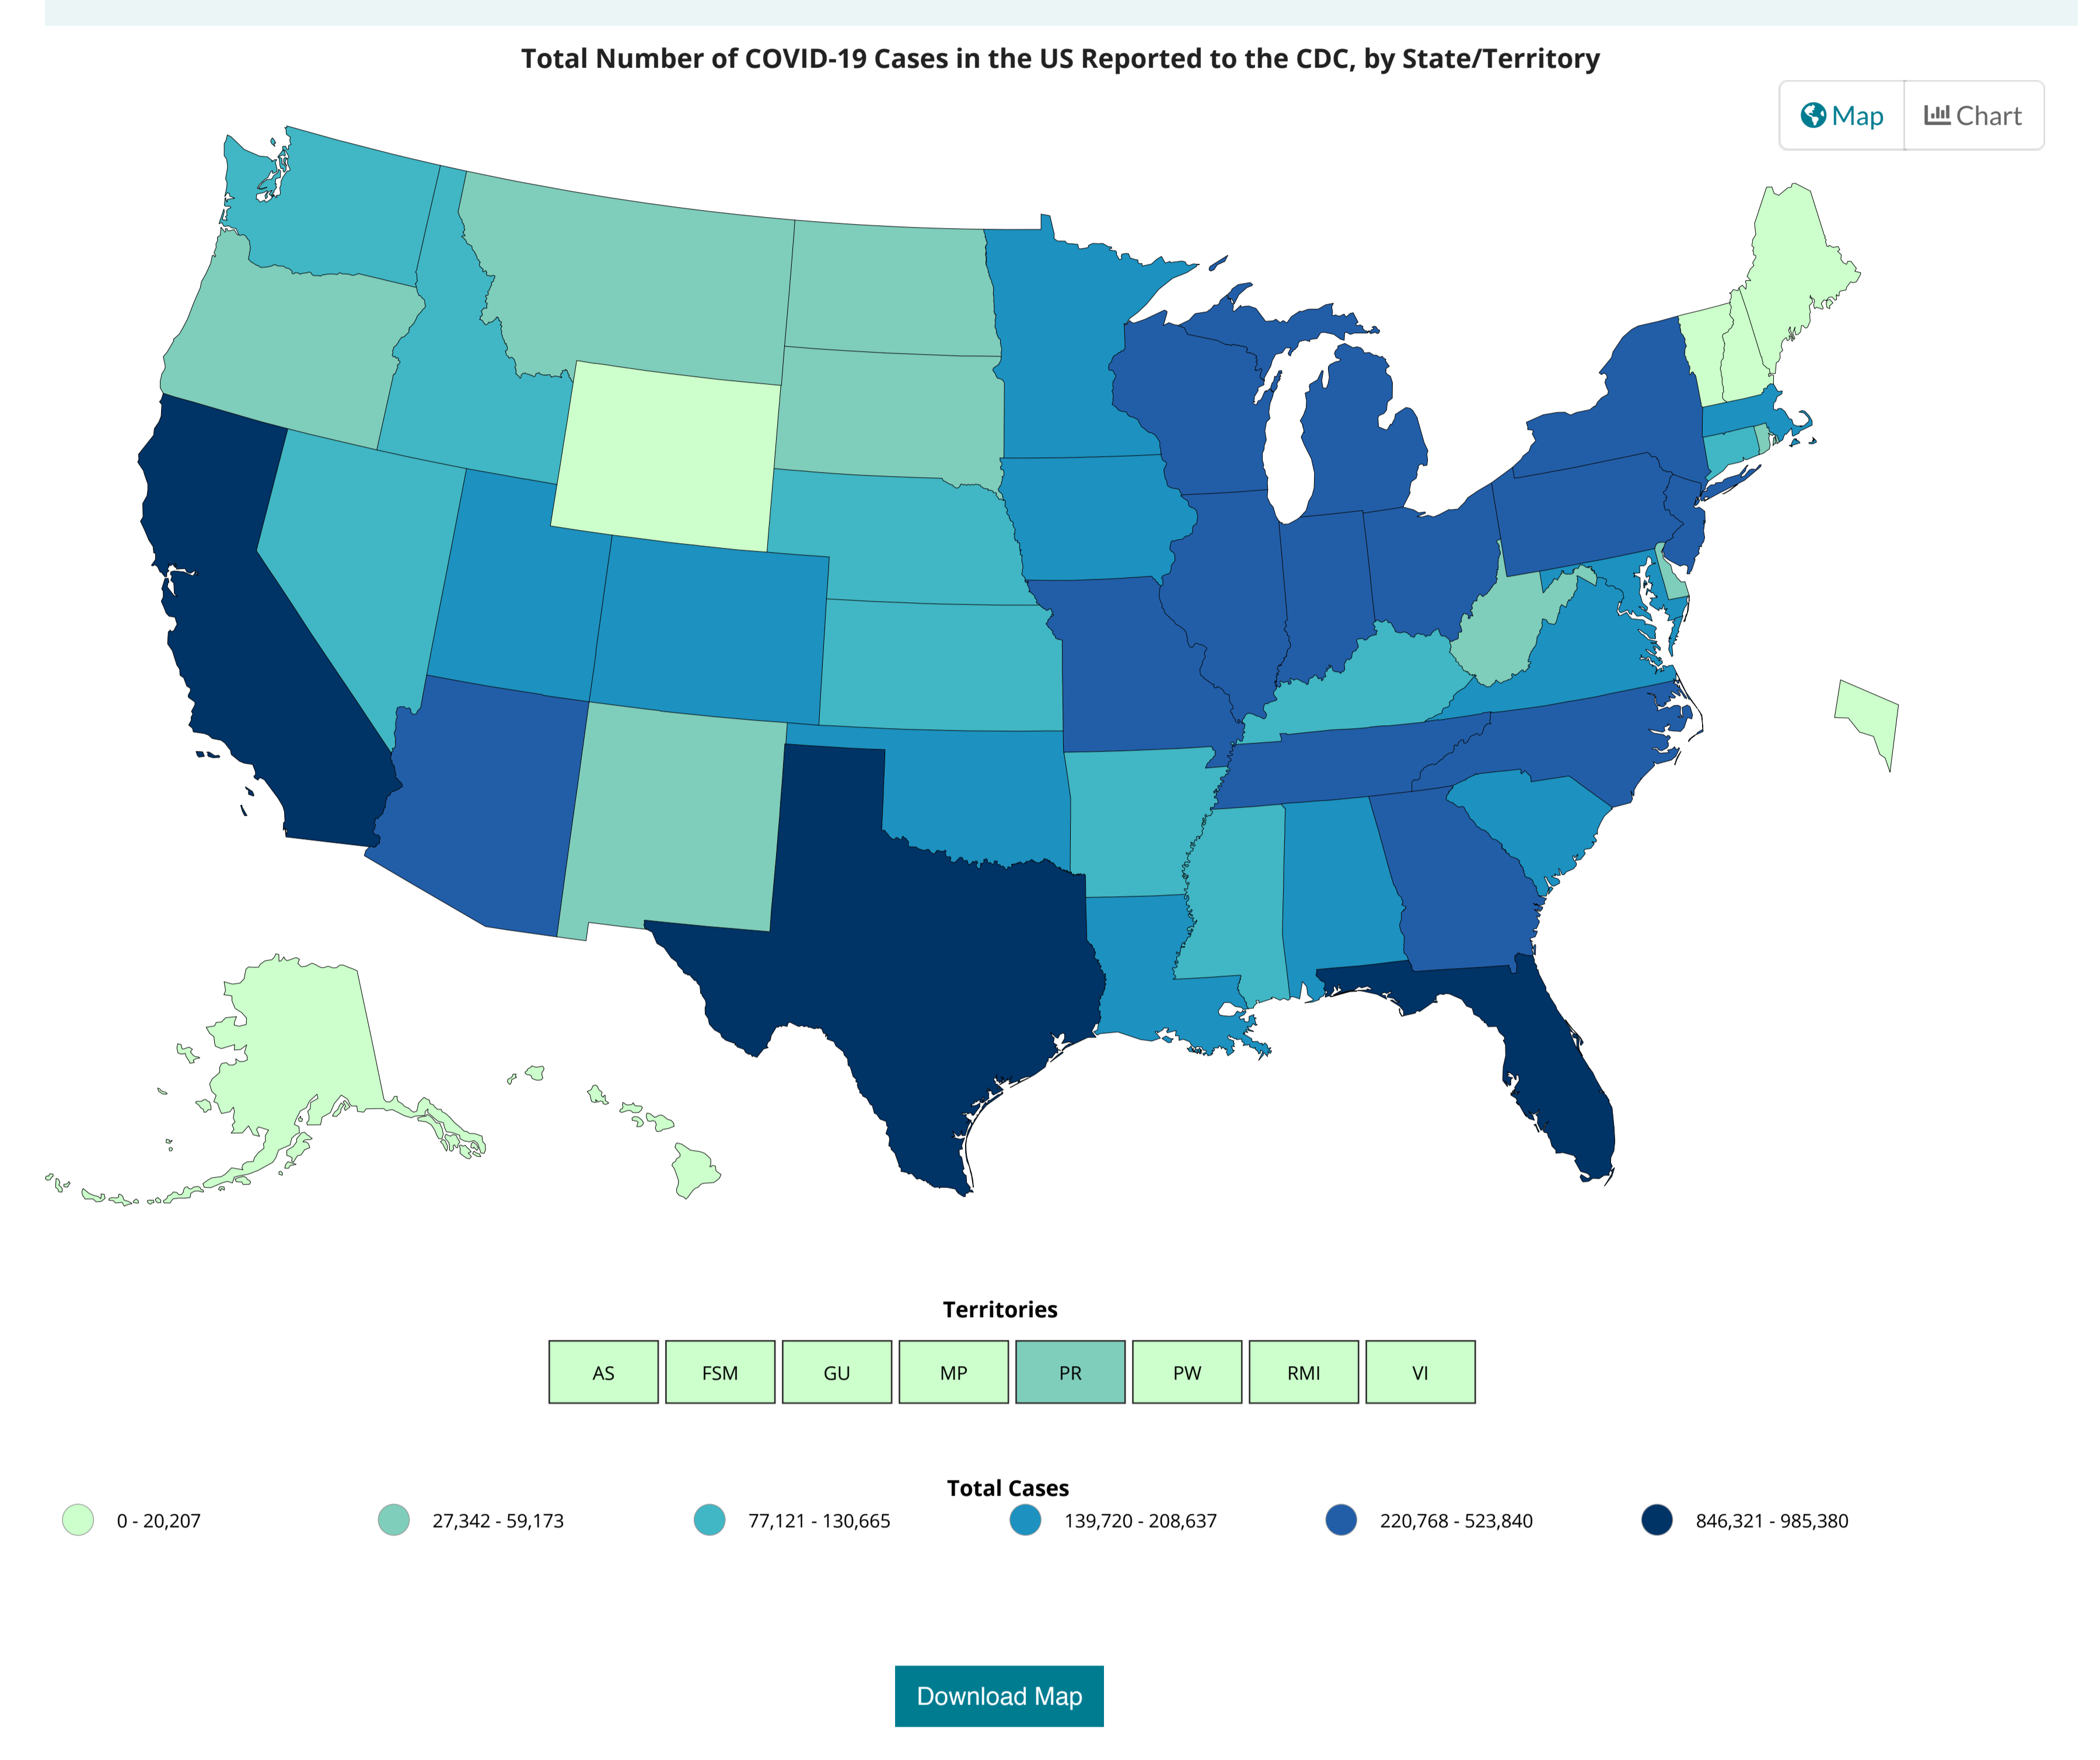 Total Number of COVID-19 Cases in the US Reported to the CDC, by State/Territory
Map Chart
Territories
AS FSM GU MP PR PW RMI VI
Total Cases
0 - 20,207 27,342 - 59,173 77,121 - 130,665 139,720 - 208,637 220,768 - 523,840 846,321 - 985,380
Download Map